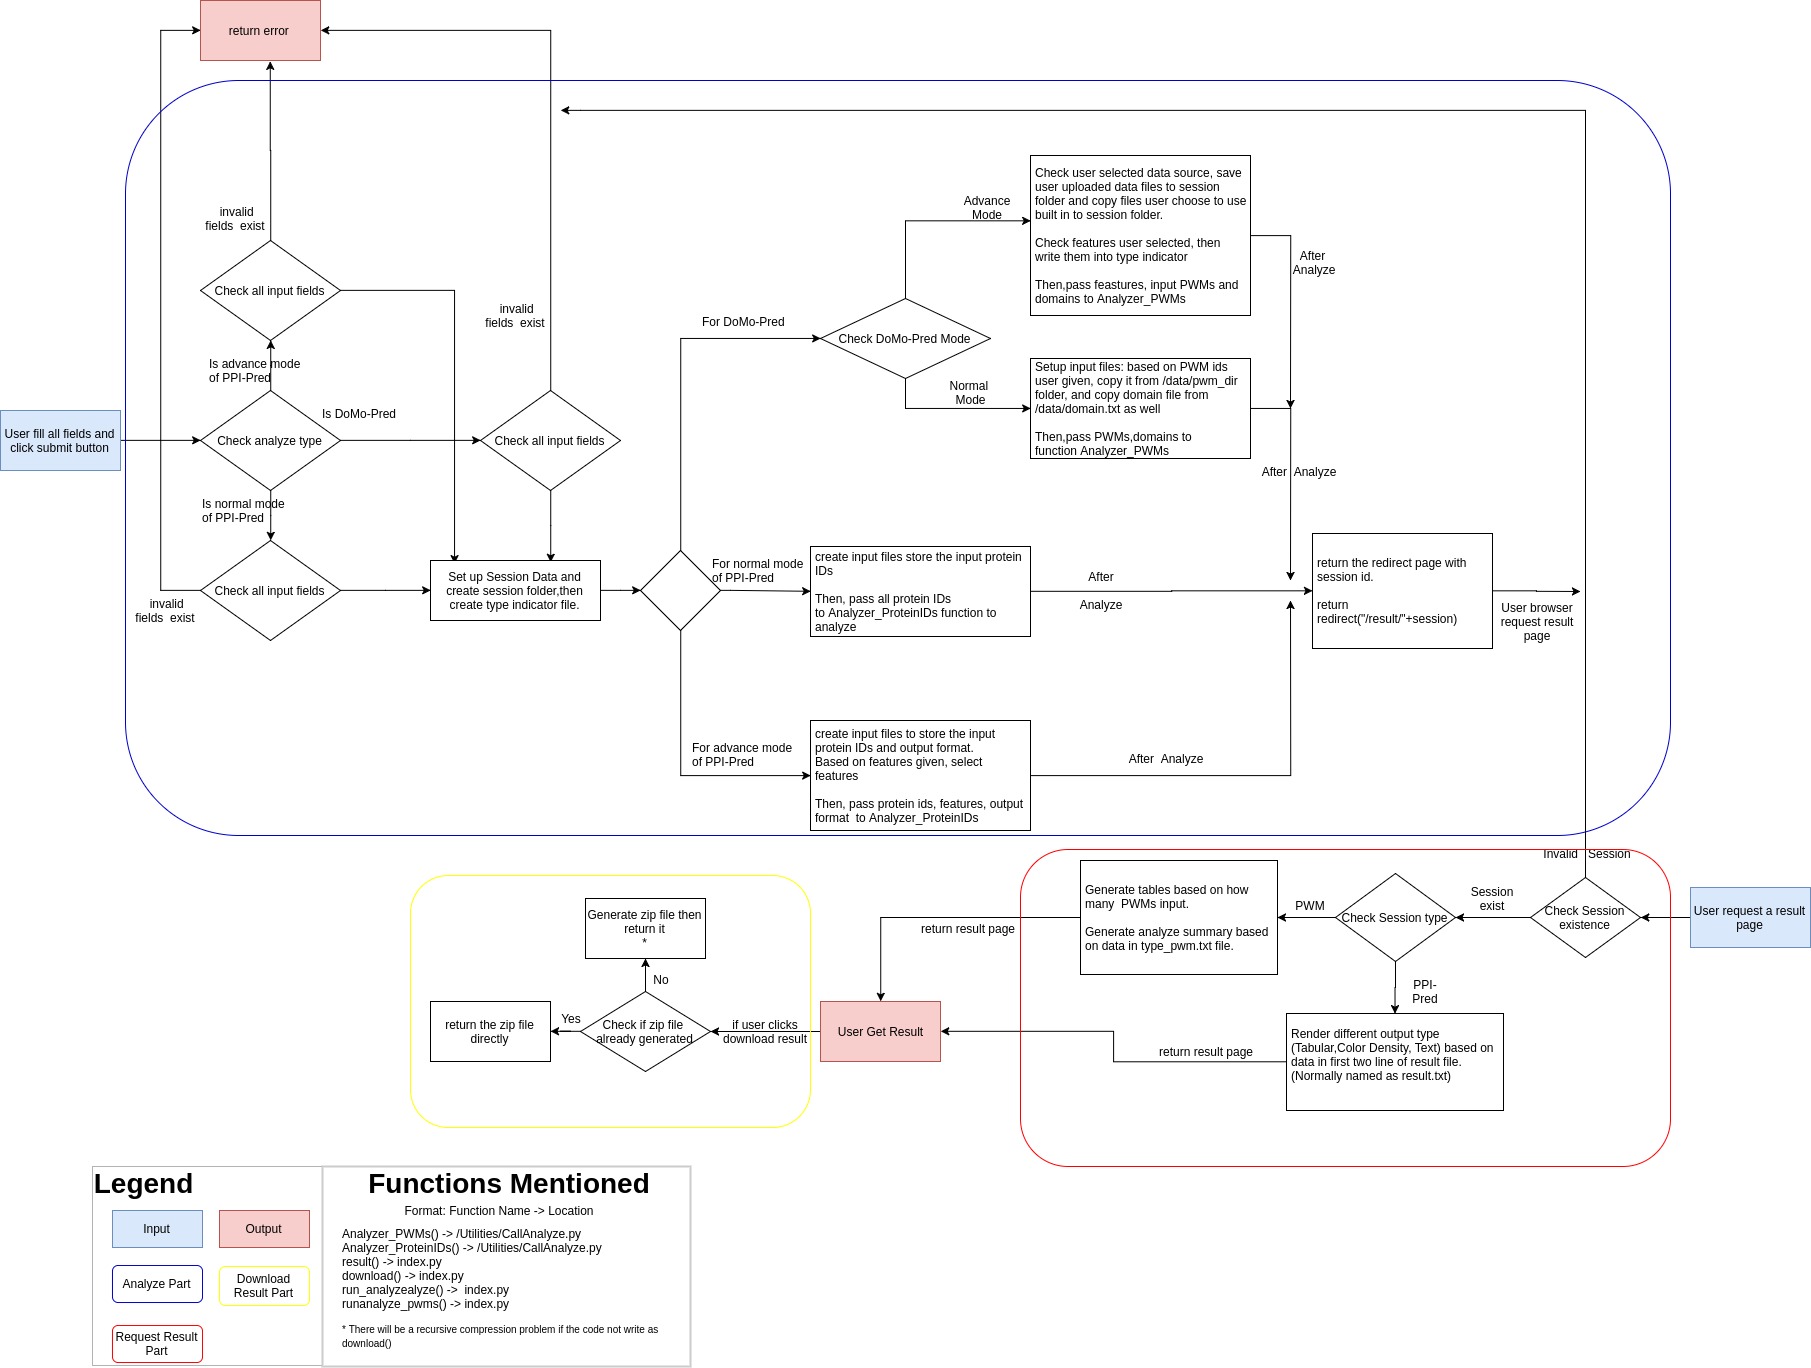 return error
invalid
fields  exist
Check all input fields
Is advance mode
of PPI-Pred
User fill all fields and
click submit button
Check analyze type
Is DoMo-Pred
invalid
fields  exist
Check all input fields
Is normal mode
of PPI-Pred
Check all input fields
invalid
fields  exist
Set up Session Data and
create session folder,then
create type indicator file.
For DoMo-Pred
Check DoMo-Pred Mode
Advance
Mode
Check user selected data source, save
user uploaded data files to session
folder and copy files user choose to use
built in to session folder.
Check features user selected, then
write them into type indicator
Then,pass feastures, input PWMs and
domains to Analyzer_PWMs
After
Analyze
Normal
Mode
Setup input files: based on PWM ids
user given, copy it from /data/pwm_dir
folder, and copy domain file from
/data/domain.txt as well
Then,pass PWMs,domains to
function Analyzer_PWMs
After  Analyze
For normal mode
of PPI-Pred
create input files store the input protein
IDs
Then, pass all protein IDs
to Analyzer_ProteinIDs function to
analyze
After
Analyze
return the redirect page with
session id.
return
redirect("/result/"+session)
User browser
request result
page
For advance mode
of PPI-Pred
create input files to store the input
protein IDs and output format.
Based on features given, select
features
Then, pass protein ids, features, output
format  to Analyzer_ProteinIDs
After  Analyze
Invalid   Session
User request a result
page
Check Session
existence
Session
exist
Check Session type
PWM
Generate tables based on how
many  PWMs input.
Generate analyze summary based
on data in type_pwm.txt file.
return result page
PPI-
Pred
Render different output type
(Tabular,Color Density, Text) based on
data in first two line of result file.
(Normally named as result.txt)
return result page
User Get Result
if user clicks
download result
Check if zip file
already generated
No
Generate zip file then
return it
*
Yes
return the zip file
directly
Legend
Input
Output
Analyze Part
Download
Result Part
Request Result
Part
Functions Mentioned
Format: Function Name -> Location
Analyzer_PWMs() -> /Utilities/CallAnalyze.py
Analyzer_ProteinIDs() -> /Utilities/CallAnalyze.py
result() -> index.py
download() -> index.py
run_analyzealyze() ->  index.py
runanalyze_pwms() -> index.py
* There will be a recursive compression problem if the code not write as
download()